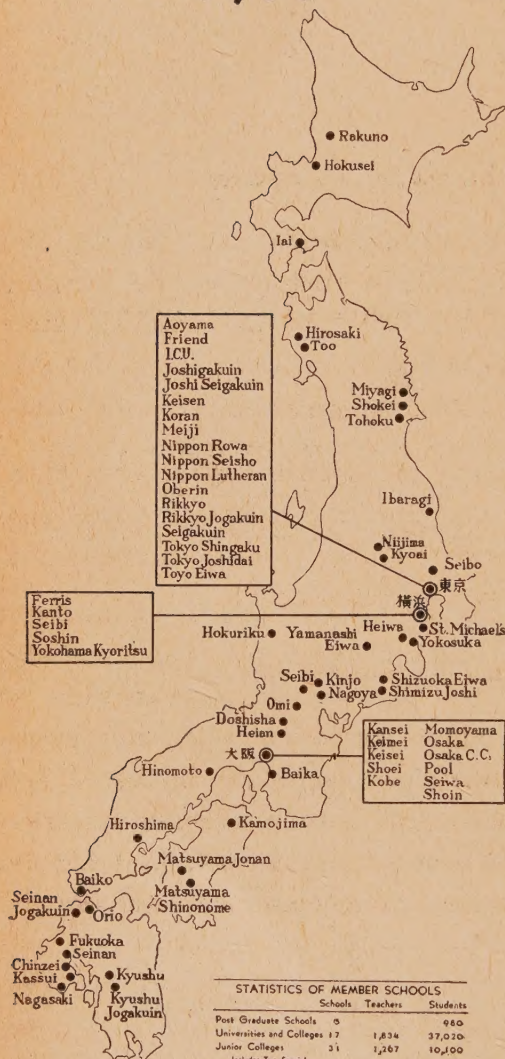 Rakuno
Hokusei
Iai
Hirosaki
Too
Aoyama
Friend
I.C.U.
Joshigakuin
Joshi Seigakuin
Keisen
Koran
Meiji
Nippon Rowa
Nippon Seisho
Nippon Lutheran
Oberin
Rikkyo
Rikkyo Jogakuin
Seigakuin
Tokyo Shingaku
Tokyo Joshidai
Toyo Eiwa
Miyagi
Shokei
Tohoku
Ibaragi
Niijima
Kyoai
Seibo
東京
橫浜
Ferris
Kanto
Seibi
Soshin
Yokohama Kyoritsu
Hokuriku
Yamanashi
Eiwa
Heiwa
St. Michael's
Yokosuka
Seibi
Kinjo
Nagoya
Shizuoka Eiwa
Shimizu Joshi
Omi
Doshisha
Heian
大阪
Kansei Momoyama
Keimei Osaka
Keisei Osaka C.C.
Shoei Pool
Kobe Seiwa
Shoin
Hinomoto
Baika
Hiroshima
Kamojima
Matsuyama Jonan
Matsuyama
Shinonome
Baiko
Seinan
Jogakuin
Orio
Fukuoka
Seinan
Chinzei
Kassui
Nagasaki
Kyushu
Kyushu
Jogakuin
STATISTICS OF MEMBER SCHOOLS
Schools Teachers Students
Post Graduate Schools 980
Universities and Colleges 17 1,834 37,020
Junior Colleges 31 1,267 10,100